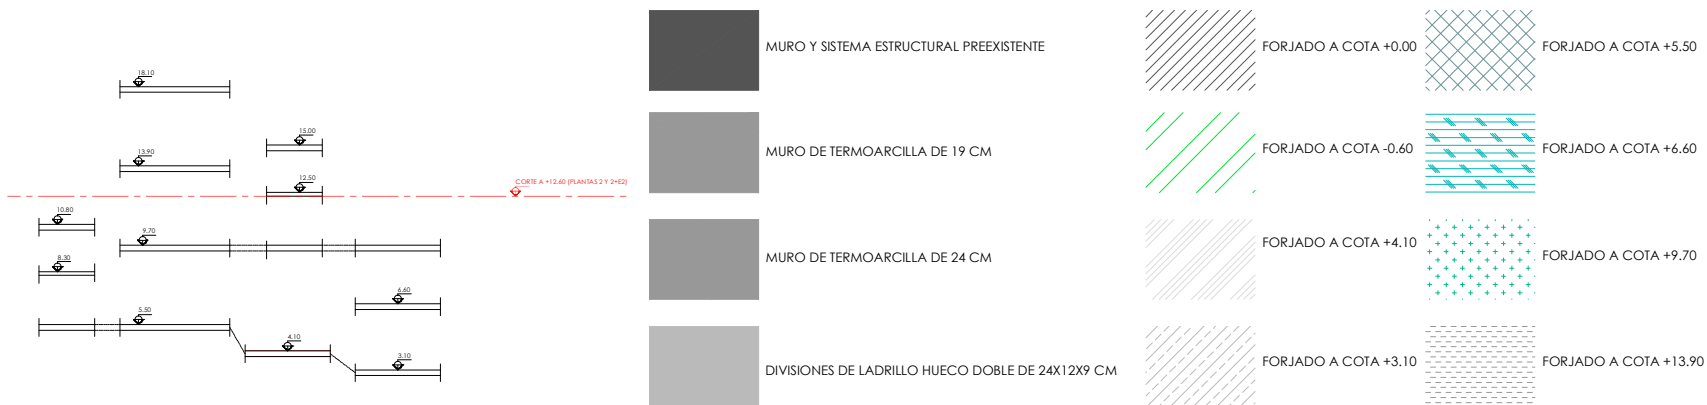 18.10
15.00
13.90
12.50
CORTE A +12.60 (PLANTAS 2 Y 2+E2)
10.80
9.70
8.30
6.60
5.50
4.10
3.10
MURO Y SISTEMA ESTRUCTURAL PREEXISTENTE
MURO DE TERMOARCILLA DE 19 CM
MURO DE TERMOARCILLA DE 24 CM
DIVISIONES DE LADRILLO HUECO DOBLE DE 24X12X9 CM
FORJADO A COTA +0.00
FORJADO A COTA -0.60
FORJADO A COTA +4.10
FORJADO A COTA +3.10
FORJADO A COTA +5.50
FORJADO A COTA +6.60
FORJADO A COTA +9.70
FORJADO A COTA +13.90